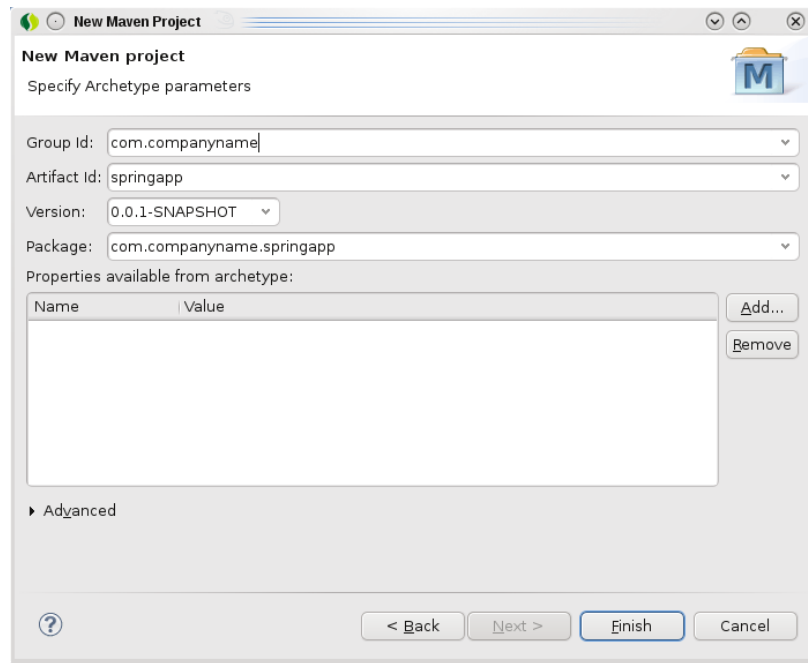 New Maven Project
New Maven project
Specify Archetype parameters
M
Group Id: com.companyname
Artifact Id: springapp
Version: 0.0.1-SNAPSHOT
Package: com.companyname.springapp
Properties available from archetype:
Name Value
Add...
Remove
Advanced
? < Back Next > Finish Cancel